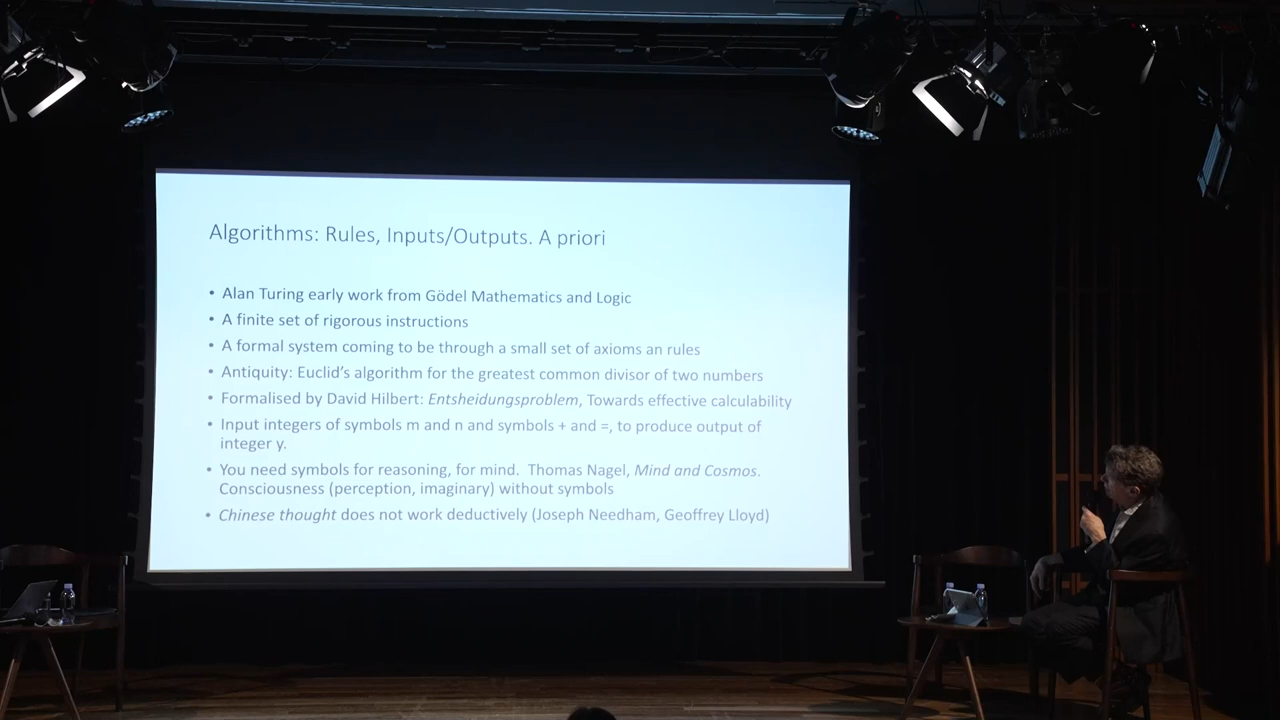 Algorithms: Rules, Inputs/Outputs. A priori
• Alan Turing early work from Gödel Mathematics and Logic
• A finite set of rigorous instructions
• A formal system coming to be through a small set of axioms an rules
• Antiquity: Euclid's algorithm for the greatest common divisor of two numbers
• Formalised by David Hilbert: Entsheidungsproblem, Towards effective calculability
• Input integers of symbols m and n and symbols + and =, to produce output of
integer y.
• You need symbols for reasoning, for mind. Thomas Nagel, Mind and Cosmos.
Consciousness (perception, imaginary) without symbols
• Chinese thought does not work deductively (Joseph Needham, Geoffrey Lloyd)